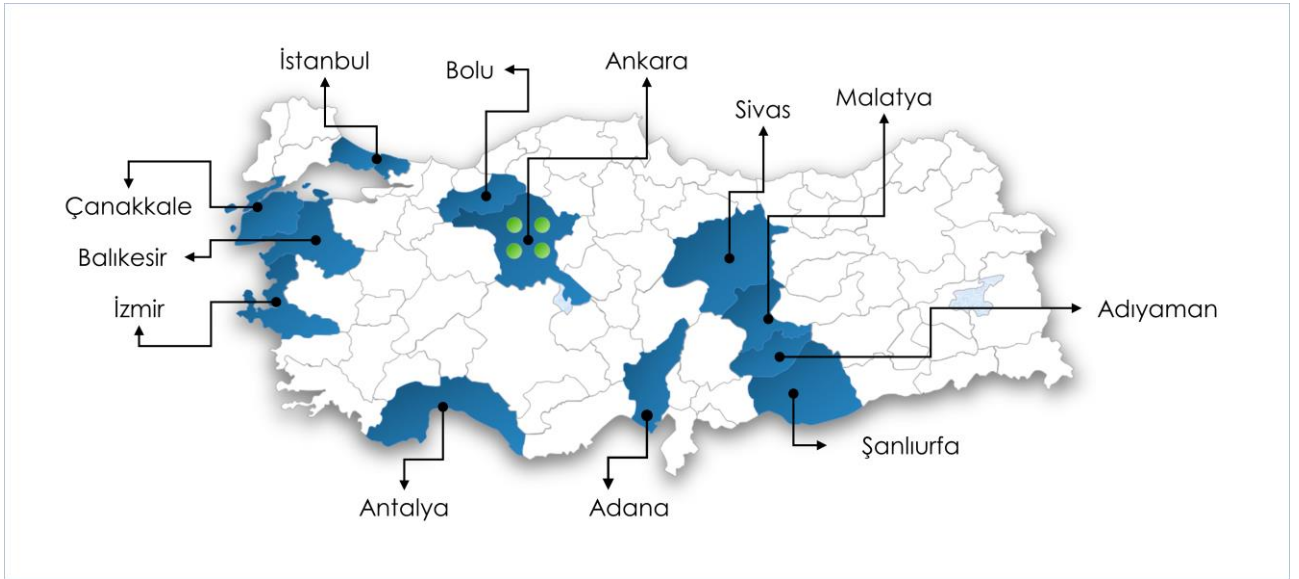 İstanbul
Bolu
Ankara
Sivas
Malatya
Çanakkale
Balıkesir
İzmir
Adıyaman
Şanlıurfa
Antalya
Adana